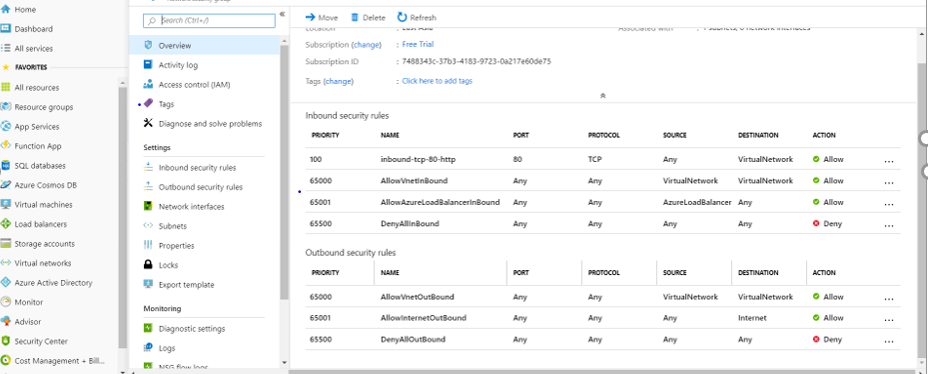 Home
Dashboard
All services
FAVORITES
All resources
Resource groups
App Services
Function App
SQL databases
Azure Cosmos DB
Virtual machines
Load balancers
Storage accounts
Virtual networks
Azure Active Directory
Monitor
Advisor
Security Center
Cost Management + Bill...
Search (Ctrl+/)
Overview
Activity log
Access control (IAM)
Tags
Diagnose and solve problems
Settings
Inbound security rules
Outbound security rules
Network interfaces
Subnets
Properties
Locks
Export template
Monitoring
Diagnostic settings
Logs
NSG flow logs
Move Delete Refresh
Location : East Asia
Associated with :
Subscription (change) : Free Trial
Subscription ID : 7488343c-37b3-4183-9723-0a217e60de75
Tags (change) : Click here to add tags
Inbound security rules
PRIORITY NAME PORT PROTOCOL SOURCE DESTINATION ACTION
100 inbound-tcp-80-http 80 TCP Any VirtualNetwork Allow ...
65000 AllowVnetInBound Any Any VirtualNetwork VirtualNetwork Allow ...
65001 AllowAzureLoadBalancerInBound Any Any AzureLoadBalancer Any Allow ...
65500 DenyAllInBound Any Any Any Any Deny ...
Outbound security rules
PRIORITY NAME PORT PROTOCOL SOURCE DESTINATION ACTION
65000 AllowVnetOutBound Any Any VirtualNetwork VirtualNetwork Allow ...
65001 AllowInternetOutBound Any Any Any Internet Allow ...
65500 DenyAllOutBound Any Any Any Any Deny ...